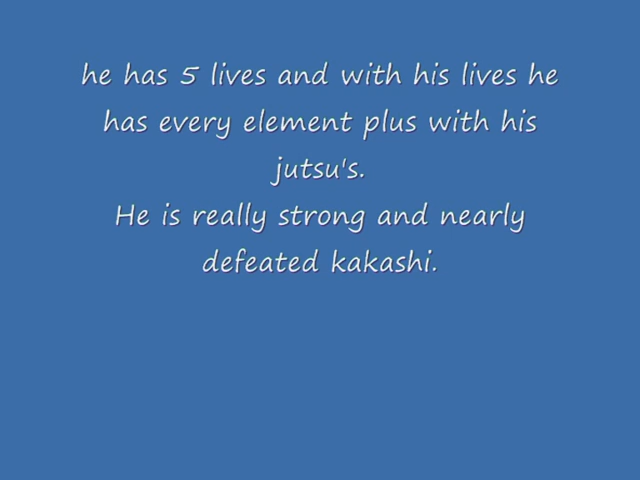 he has 5 lives and with his lives he
has every element plus with his
jutsu's.
He is really strong and nearly
defeated kakashi.